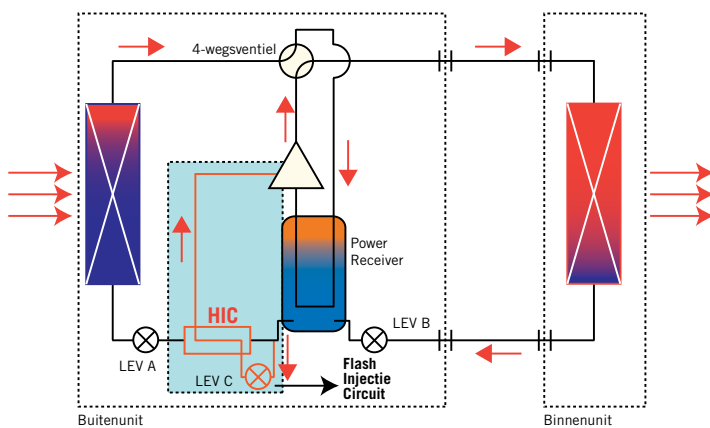 4-wegsventiel
Power
Receiver
HIC
LEV B
LEV A
LEV C
Flash
Injectie
Circuit
Buitenunit
Binnenunit